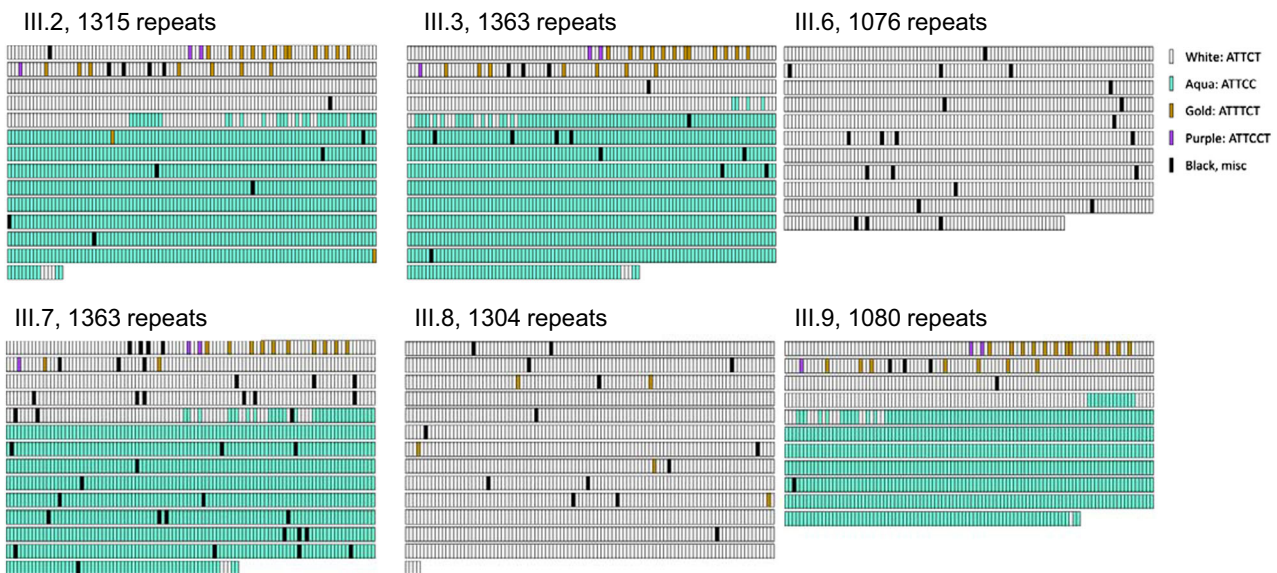 III.2, 1315 repeats
III.3, 1363 repeats
III.6, 1076 repeats
White: ATTCT
Aqua: ATTCC
Gold: ATTTCT
Purple: ATTCCT
Black, misc
III.7, 1363 repeats
III.8, 1304 repeats
III.9, 1080 repeats